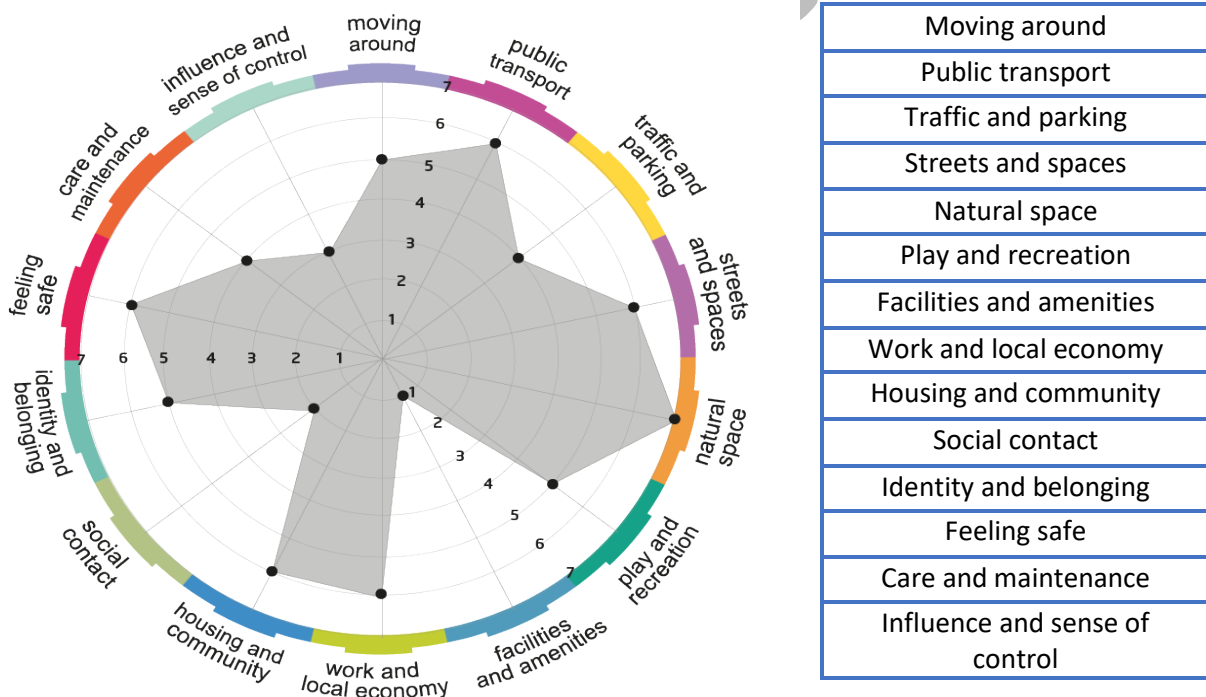 moving
around
public
transport
traffic and
parking
streets
and spaces
natural
space
play and
recreation
facilities
and amenities
work and
local economy
housing and
community
social
contact
identity and
belonging
feeling
safe
care and
maintenance
influence and
sense of control
7
6
5
4
3
2
1
7 6 5 4 3 2 1
1
2
3
4
5
6
7
Moving around
Public transport
Traffic and parking
Streets and spaces
Natural space
Play and recreation
Facilities and amenities
Work and local economy
Housing and community
Social contact
Identity and belonging
Feeling safe
Care and maintenance
Influence and sense of
control